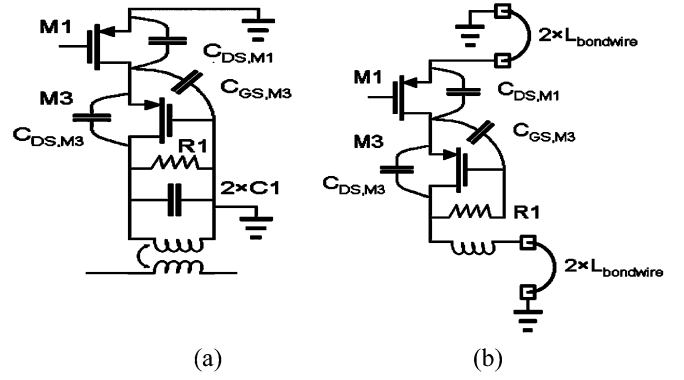 M1
C_DS,M1
C_GS,M3
M3
C_DS,M3
R1
2×C1
(a)
2×L_bondwire
M1
C_DS,M1
C_GS,M3
M3
C_DS,M3
R1
2×L_bondwire
(b)